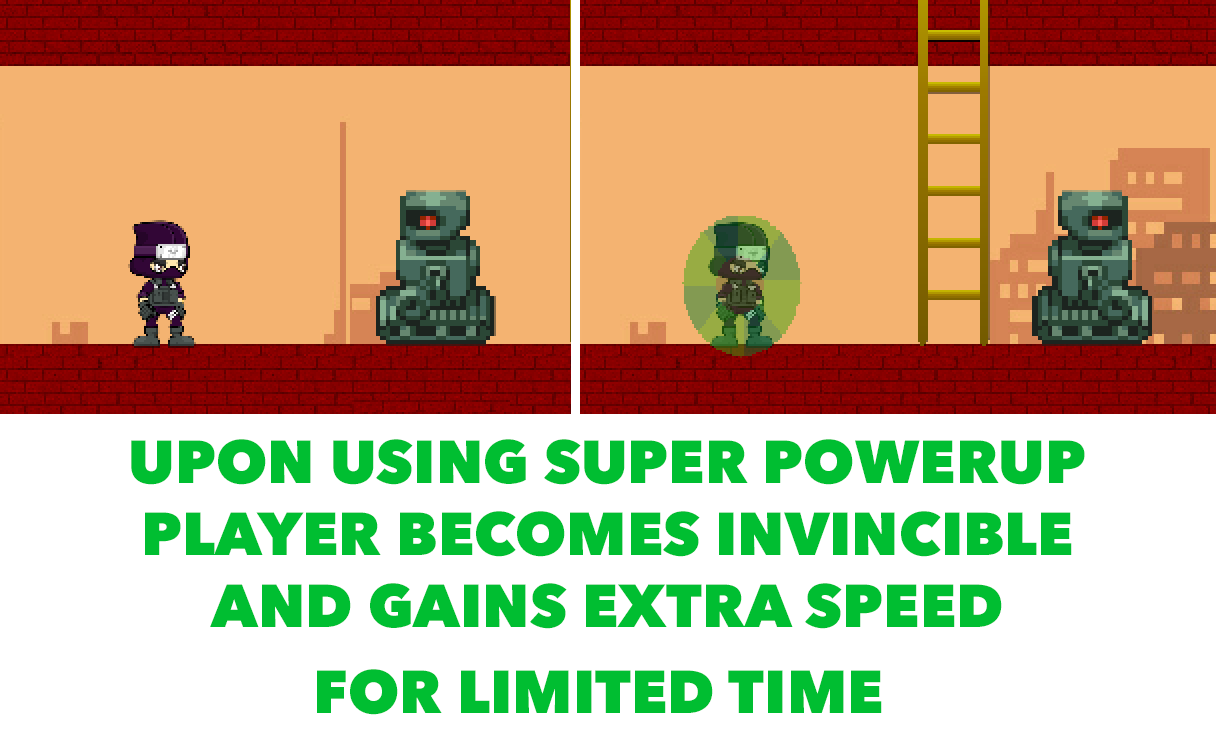 UPON USING SUPER POWERUP
PLAYER BECOMES INVINCIBLE
AND GAINS EXTRA SPEED
FOR LIMITED TIME